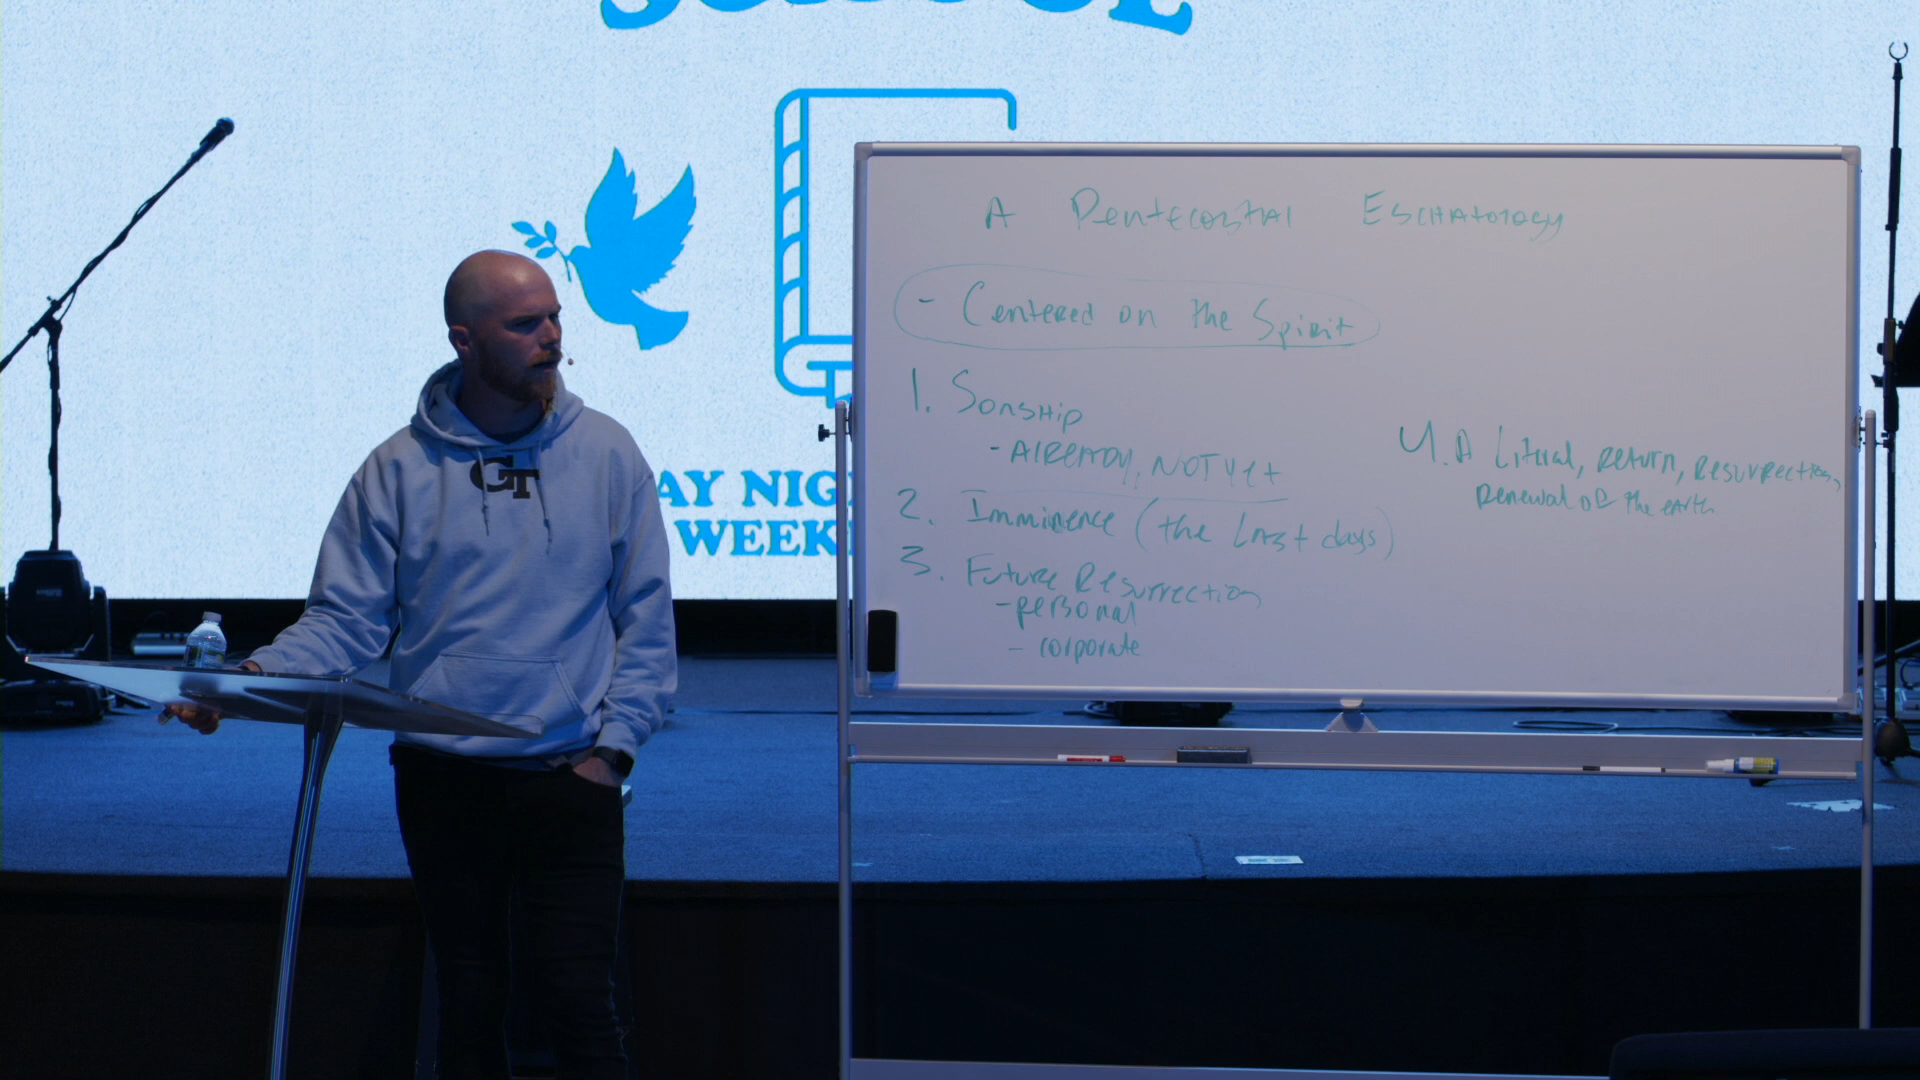 SCHOOL
AY NIG
WEEK
GT
A Pentecostal Eschatology
- Centered on the Spirit
1. Sonship
- Already, Not yet
2. Imminence (the Last days)
3. Future Resurrection
- personal
- corporate
4. A Literal, return, resurrection,
Renewal of the earth